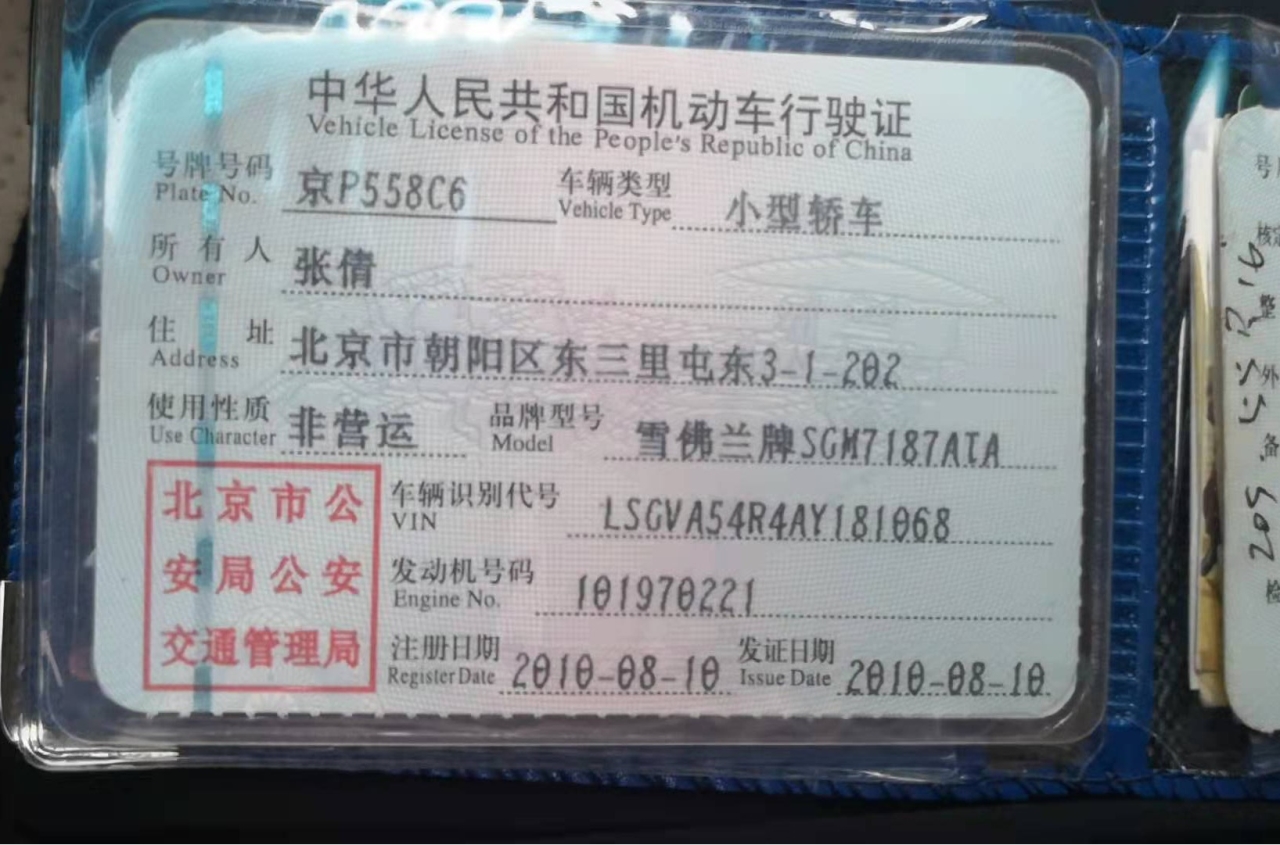 中华人民共和国机动车行驶证
Vehicle License of the People's Republic of China
号牌号码 京P558C6 车辆类型 小型轿车
Plate No. Vehicle Type
所有人 张倩
Owner
住址 北京市朝阳区东三里屯东3-1-202
Address
使用性质 非营运 品牌型号 雪佛兰牌SGM7187ATA
Use Character Model
北京市公
安局公安
交通管理局
车辆识别代号 LSGVA54R4AY181068
VIN
发动机号码 101970221
Engine No.
注册日期 2010-08-10 发证日期 2010-08-10
Register Date Issue Date
号
核定
整
外
备
检